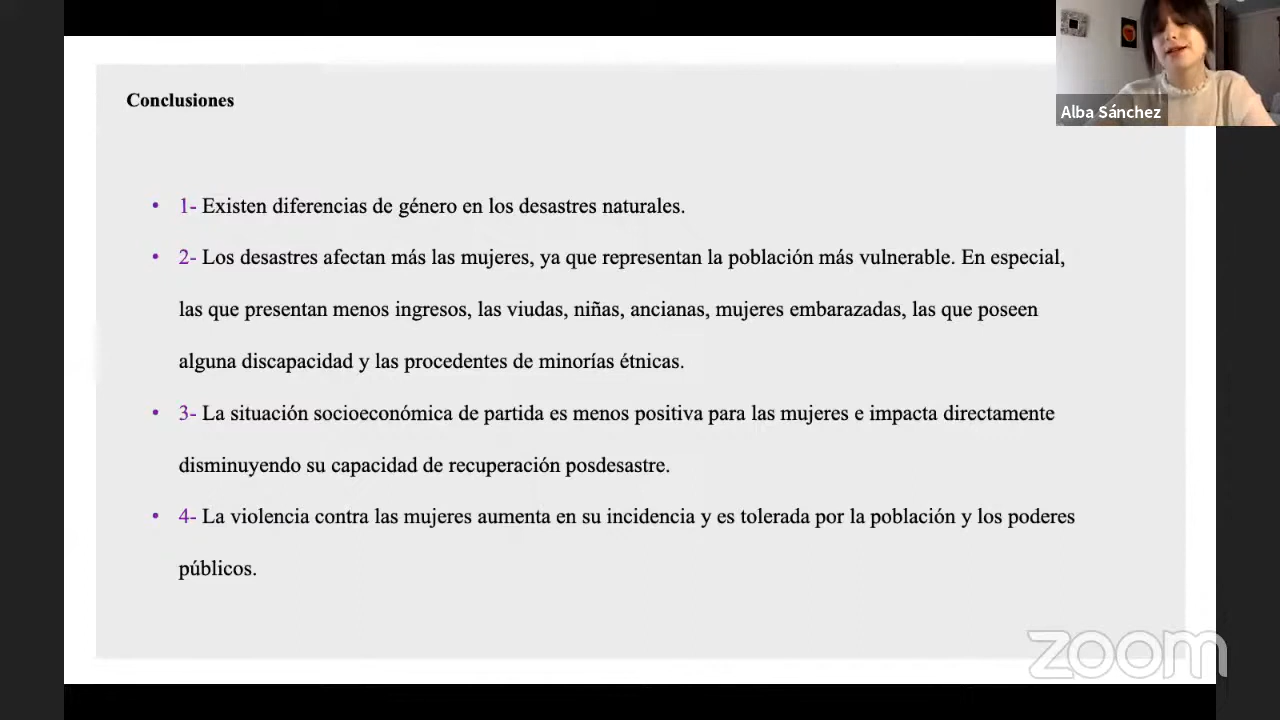 Conclusiones
Alba Sánchez
• 1- Existen diferencias de género en los desastres naturales.
• 2- Los desastres afectan más las mujeres, ya que representan la población más vulnerable. En especial,
las que presentan menos ingresos, las viudas, niñas, ancianas, mujeres embarazadas, las que poseen
alguna discapacidad y las procedentes de minorías étnicas.
• 3- La situación socioeconómica de partida es menos positiva para las mujeres e impacta directamente
disminuyendo su capacidad de recuperación posdesastre.
• 4- La violencia contra las mujeres aumenta en su incidencia y es tolerada por la población y los poderes
públicos.
zoom